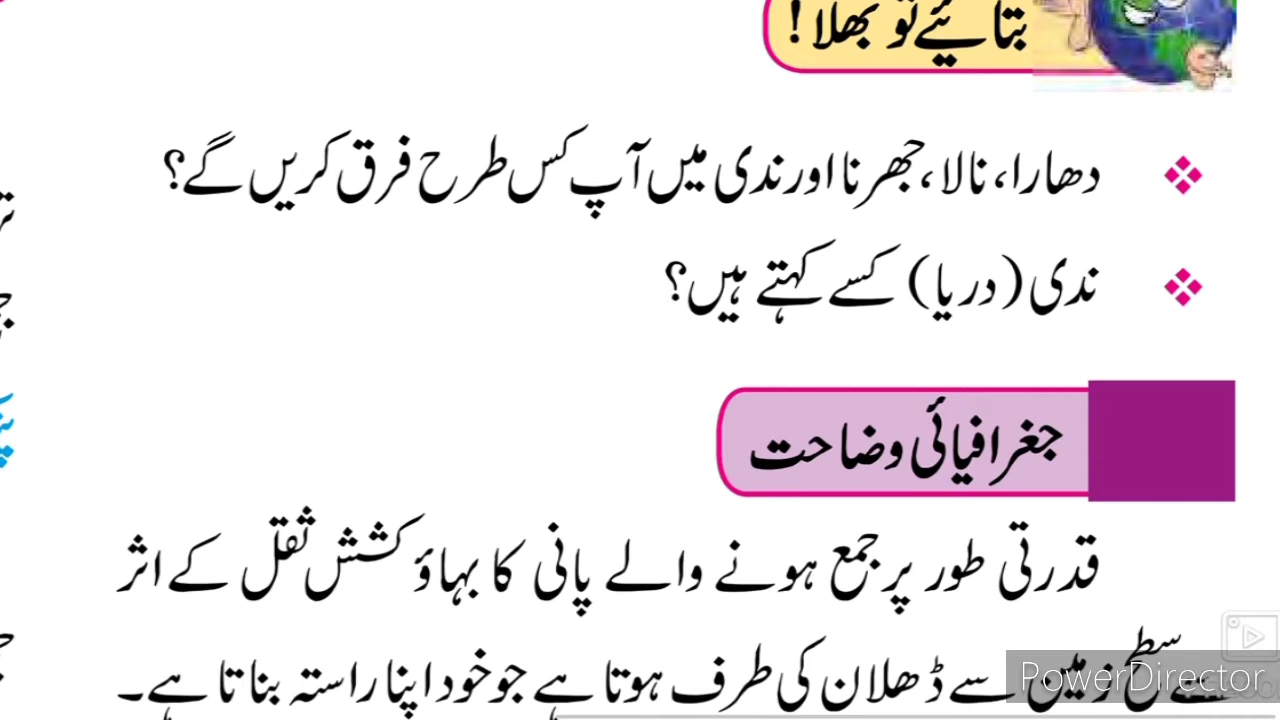 بتائیے تو بھلا!
دھارا، نالا، جھرنا اور ندی میں آپ کس طرح فرق کریں گے؟
ندی (دریا) کسے کہتے ہیں؟
جغرافیائی وضاحت
قدرتی طور پر جمع ہونے والے پانی کا بہاؤ کشش ثقل کے اثر
سطح زمین سے ڈھلان کی طرف ہوتا ہے جو خود اپنا راستہ بناتا ہے۔
PowerDirector